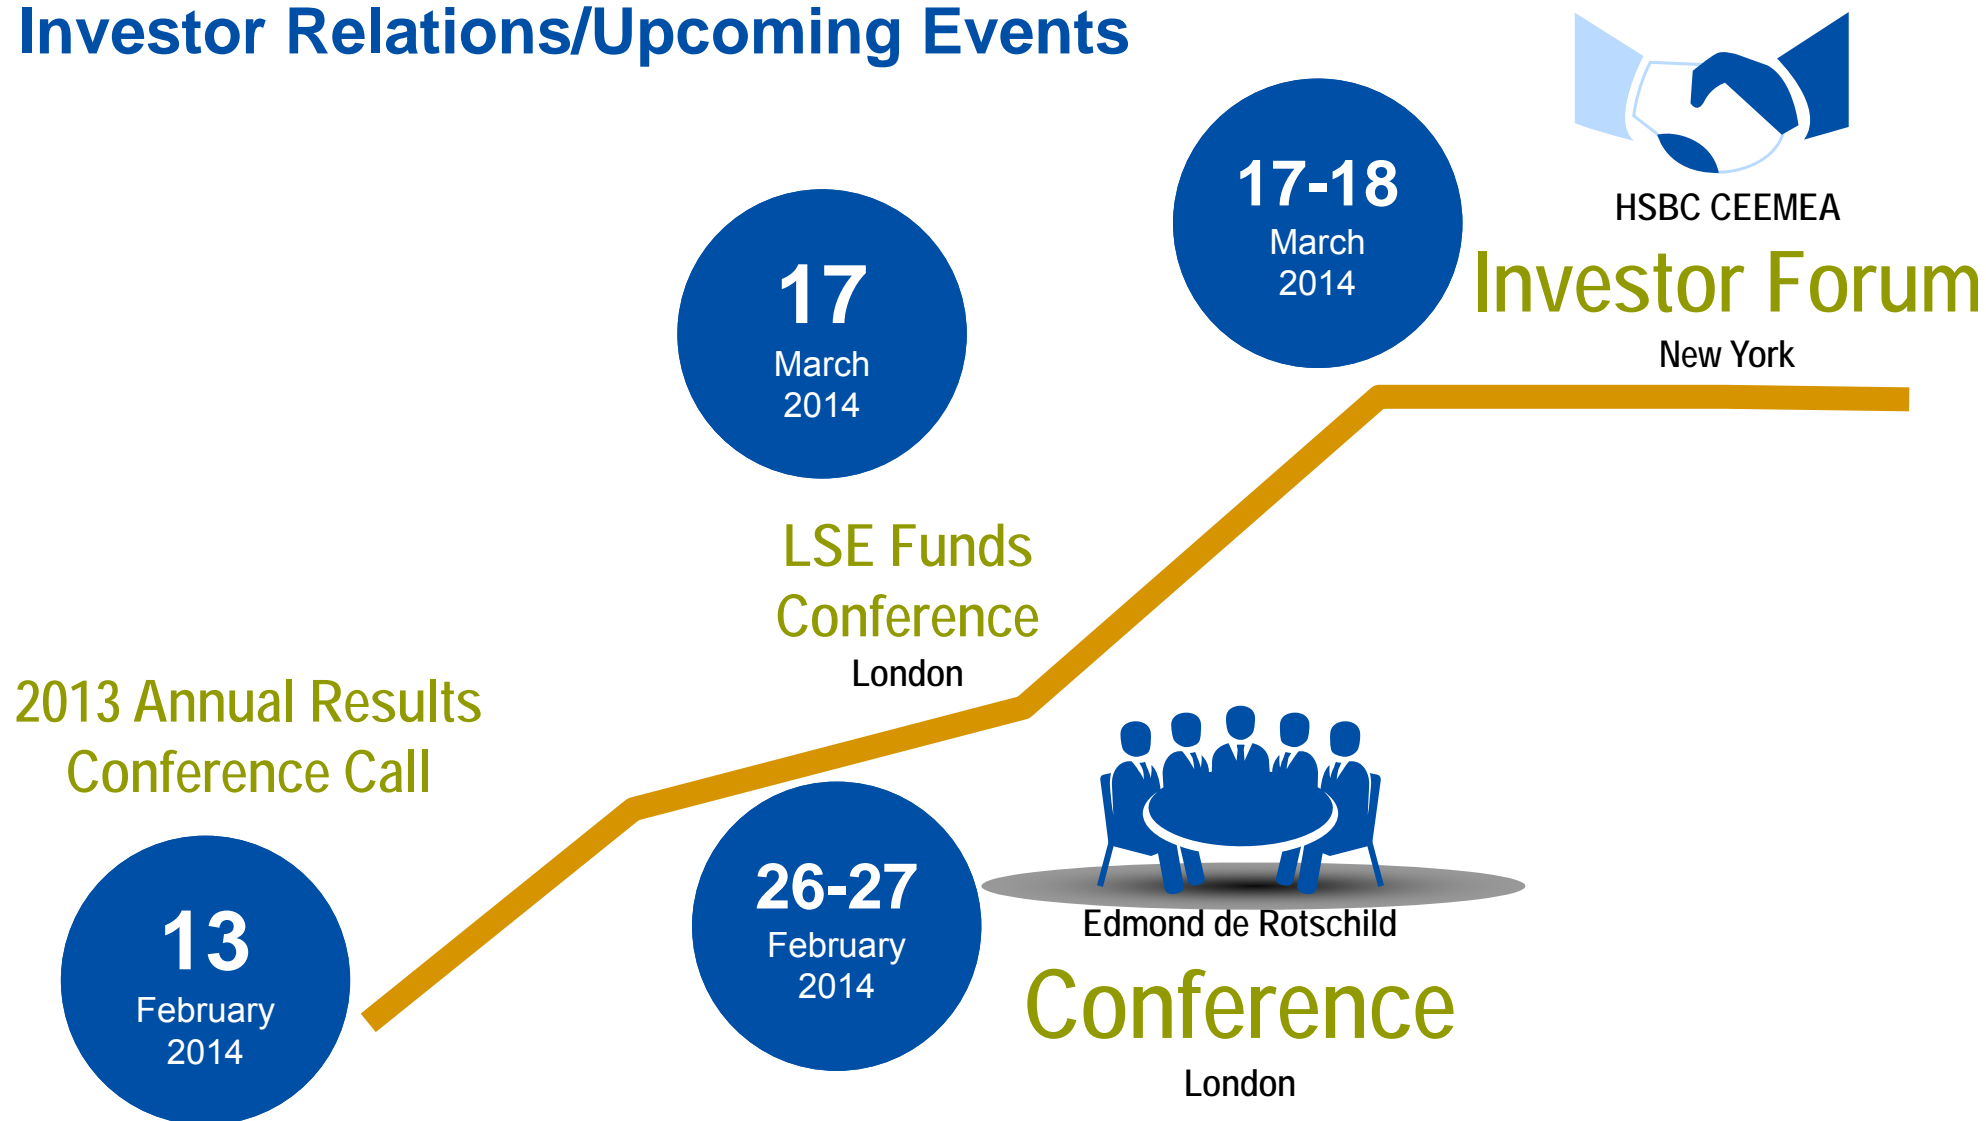 Investor Relations/Upcoming Events
17-18
March
2014
HSBC CEEMEA
Investor Forum
New York
17
March
2014
LSE Funds
Conference
London
2013 Annual Results
Conference Call
13
February
2014
26-27
February
2014
Edmond de Rotschild
Conference
London